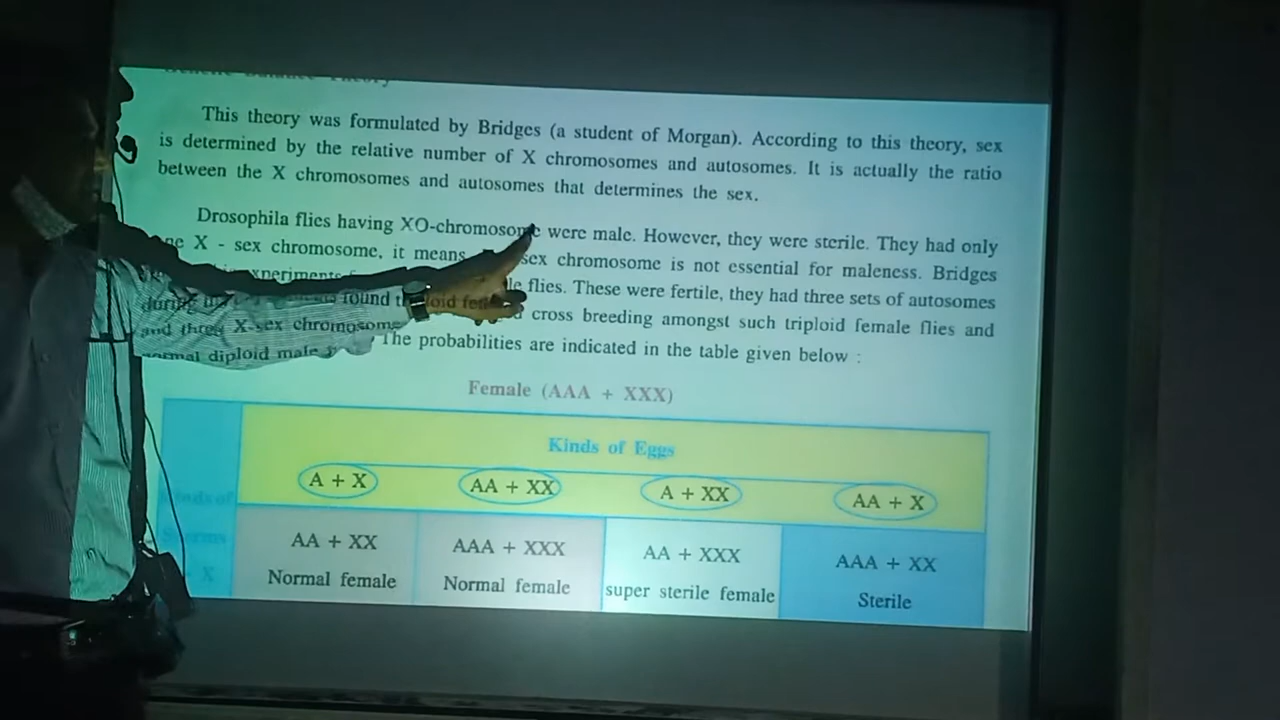 This theory was formulated by Bridges (a student of Morgan). According to this theory, sex
is determined by the relative number of X chromosomes and autosomes. It is actually the ratio
between the X chromosomes and autosomes that determines the sex.
Drosophila flies having XO-chromosome were male. However, they were sterile. They had only
X - sex chromosome, it means sex chromosome is not essential for maleness. Bridges
found flies. These were fertile, they had three sets of autosomes
and three X-sex chromosome cross breeding amongst such triploid female flies and
normal diploid male The probabilities are indicated in the table given below :
Female (AAA + XXX)
Kinds of Eggs
A + X AA + XX A + XX AA + X
Kinds of
Sperms
X
AA + XX AAA + XXX AA + XXX AAA + XX
Normal female Normal female super sterile female Sterile